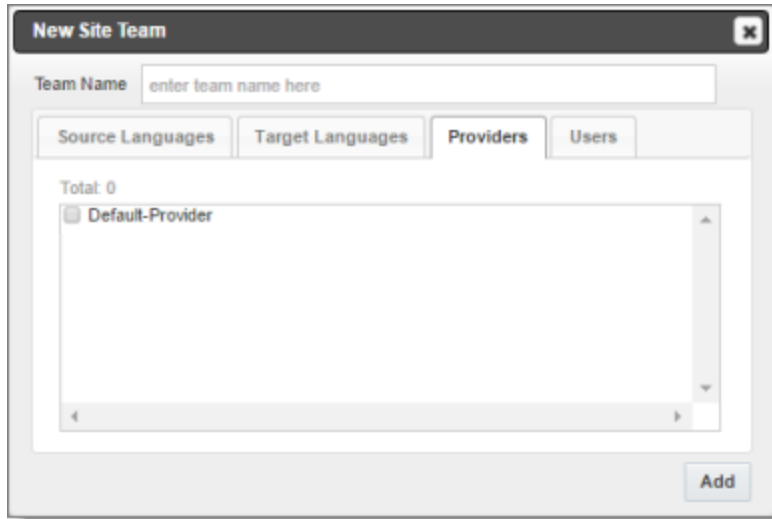 New Site Team
Team Name enter team name here
Source Languages Target Languages Providers Users
Total: 0
Default-Provider
Add